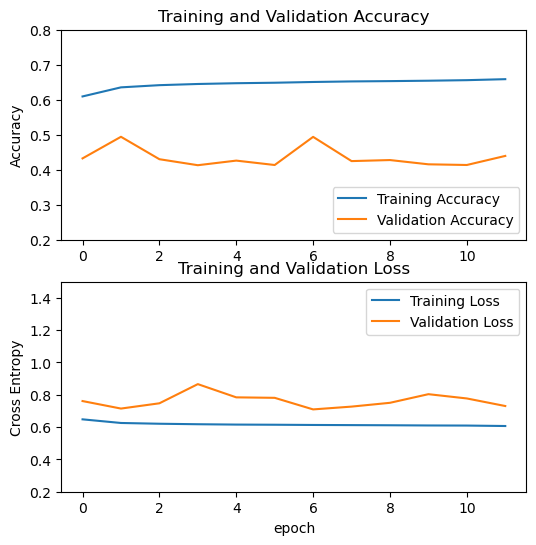 Training and Validation Accuracy
0.8
0.7
0.6
0.5
0.4
0.3
0.2
Accuracy
Training Accuracy
Validation Accuracy
0 2 4 6 8 10
Training and Validation Loss
1.4
1.2
1.0
0.8
0.6
0.4
0.2
Cross Entropy
Training Loss
Validation Loss
0 2 4 6 8 10
epoch